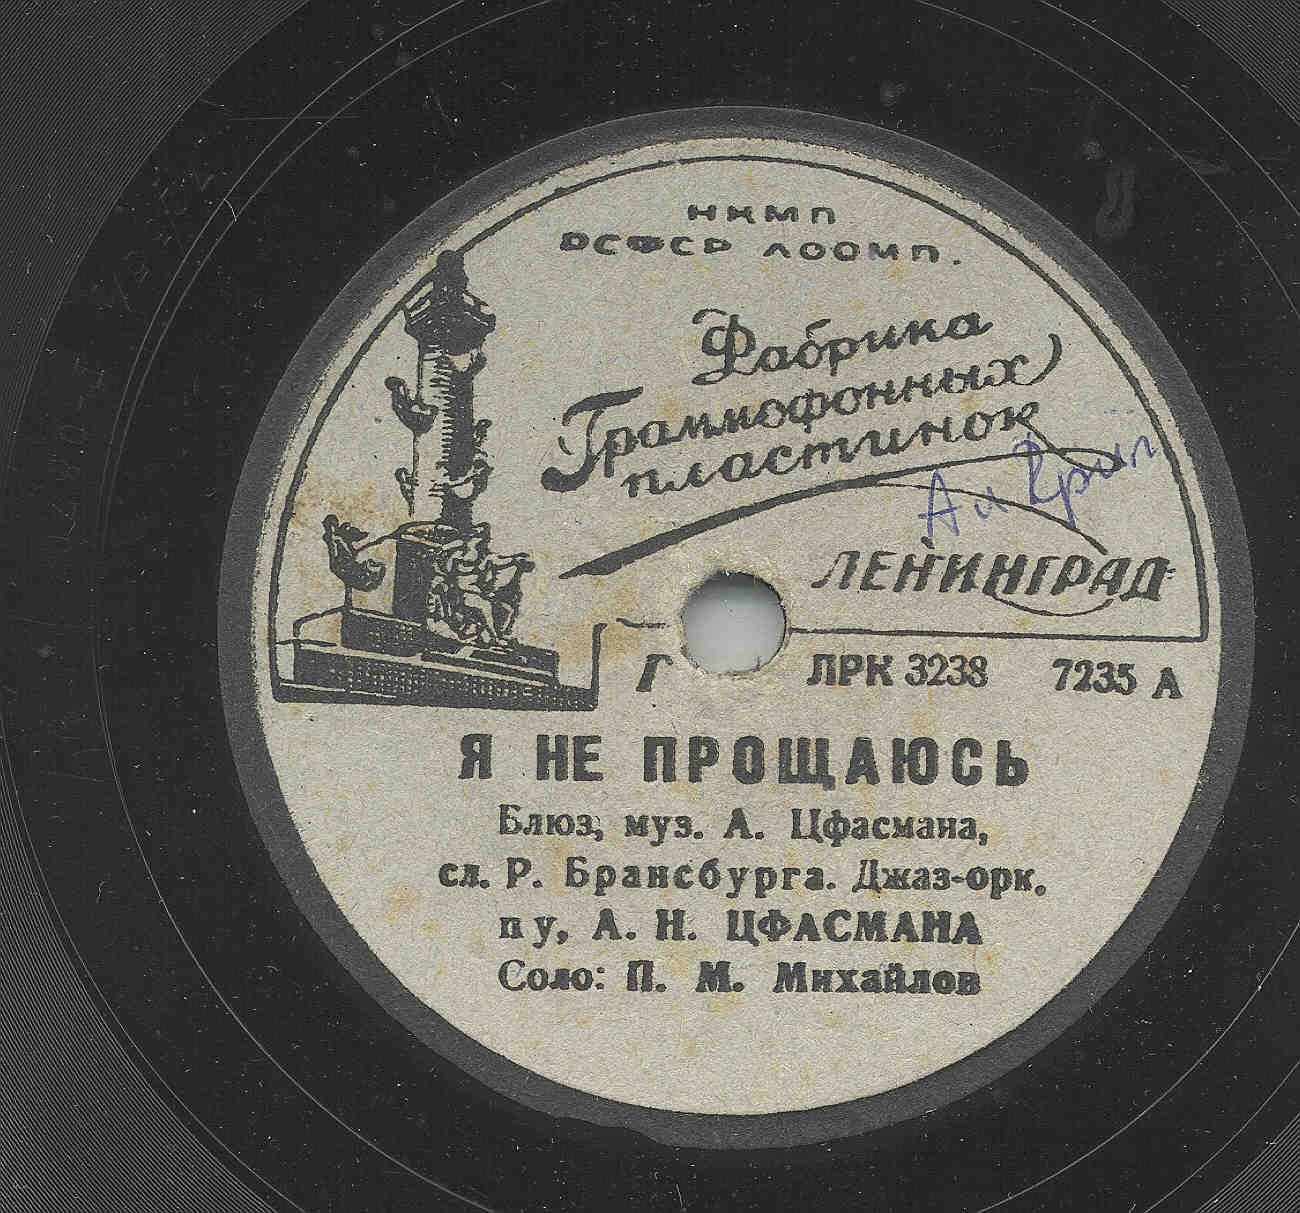 НКМП
РСФСР ЛООМП.
Фабрика
Граммофонных
пластинок
ЛЕНИНГРАД
Г ЛРК 3238 7235 А
Я НЕ ПРОЩАЮСЬ
Блюз, муз. А. Цфасмана,
сл. Р. Брансбурга. Джаз-орк.
п у, А. Н. ЦФАСМАНА
Соло: П. М. Михайлов